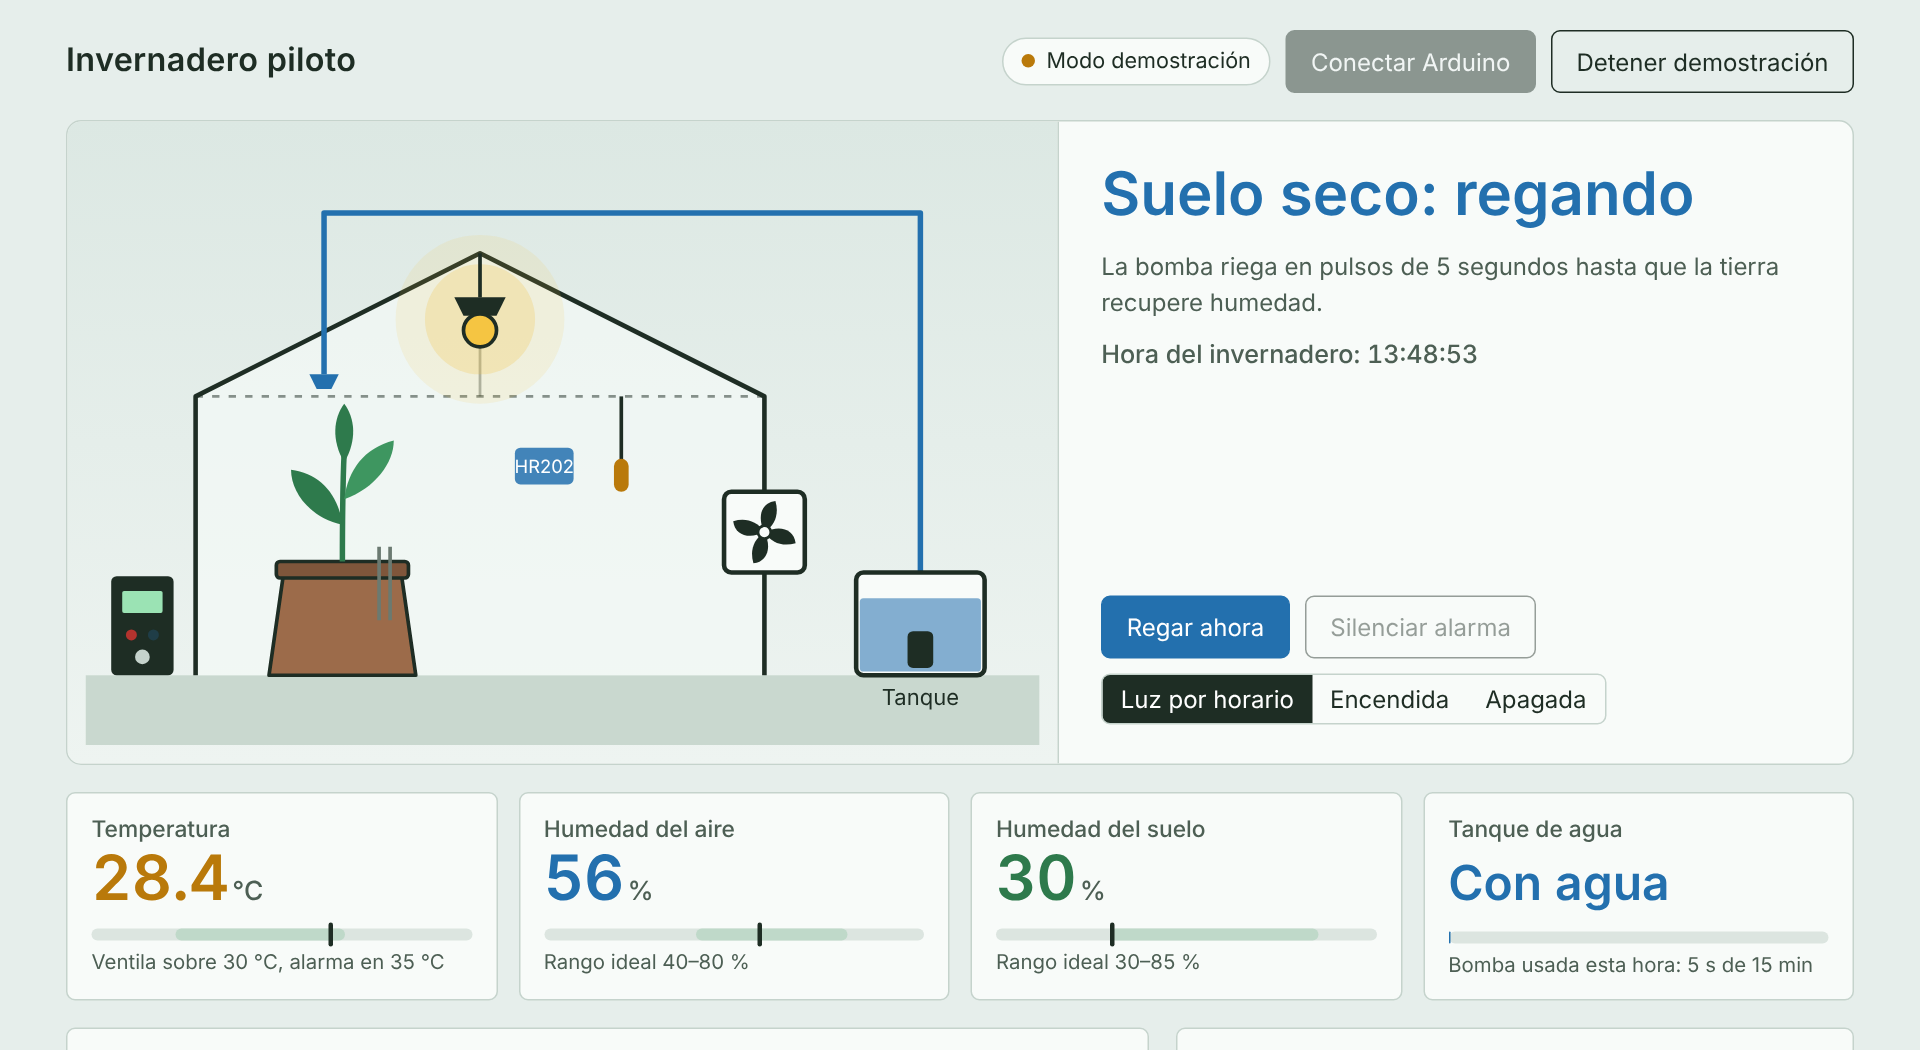 Invernadero piloto
Modo demostración
Conectar Arduino
Detener demostración
HR202
Tanque
Suelo seco: regando
La bomba riega en pulsos de 5 segundos hasta que la tierra
recupere humedad.
Hora del invernadero: 13:48:53
Regar ahora
Silenciar alarma
Luz por horario
Encendida
Apagada
Temperatura
28.4 °C
Ventila sobre 30 °C, alarma en 35 °C
Humedad del aire
56 %
Rango ideal 40–80 %
Humedad del suelo
30 %
Rango ideal 30–85 %
Tanque de agua
Con agua
Bomba usada esta hora: 5 s de 15 min